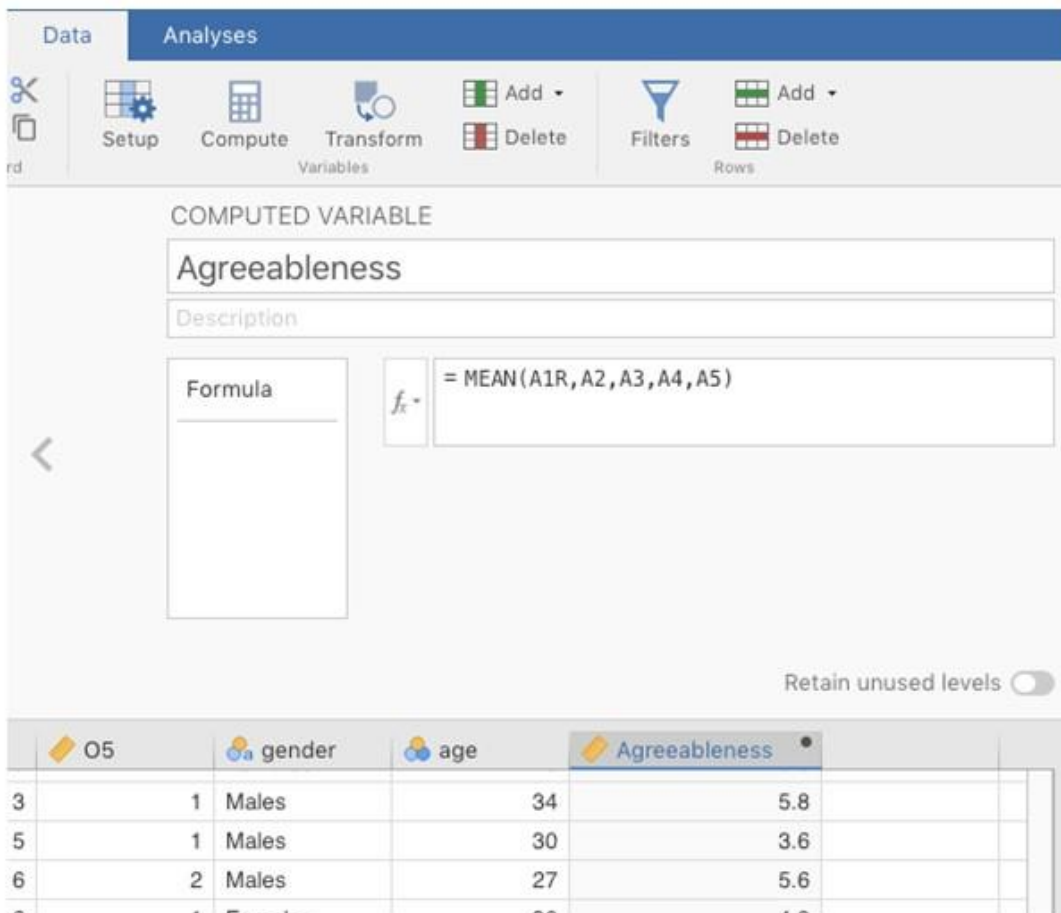 Data Analyses
Setup Compute Transform Add Delete Filters Add Delete
rd Variables Rows
COMPUTED VARIABLE
Agreeableness
Description
Formula fx = MEAN(A1R,A2,A3,A4,A5)
Retain unused levels
O5 gender age Agreeableness
3 1 Males 34 5.8
5 1 Males 30 3.6
6 2 Males 27 5.6